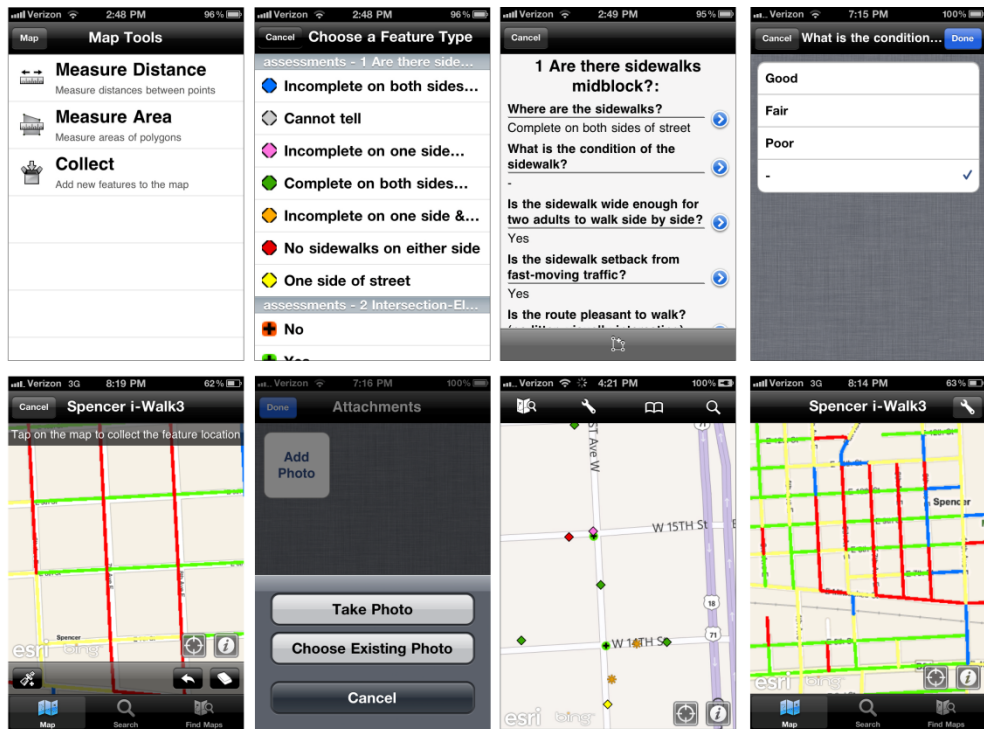 Verizon 2:48 PM 96%
Map Map Tools
Measure Distance
Measure distances between points
Measure Area
Measure areas of polygons
Collect
Add new features to the map
Verizon 2:48 PM 96%
Cancel Choose a Feature Type
assessments - 1 Are there side...
Incomplete on both sides...
Cannot tell
Incomplete on one side...
Complete on both sides...
Incomplete on one side &...
No sidewalks on either side
One side of street
assessments - 2 Intersection-El...
No
Yes
Verizon 2:49 PM 95%
Cancel
1 Are there sidewalks
midblock?:
Where are the sidewalks?
Complete on both sides of street
What is the condition of the
sidewalk?
-
Is the sidewalk wide enough for
two adults to walk side by side?
Yes
Is the sidewalk setback from
fast-moving traffic?
Yes
Is the route pleasant to walk?
Verizon 7:15 PM 100%
Cancel What is the condition... Done
Good
Fair
Poor
-
Verizon 3G 8:19 PM 62%
Cancel Spencer i-Walk3
Tap on the map to collect the feature location
Spencer
esri bing
Map Search Find Maps
Verizon 7:16 PM 100%
Done Attachments
Add
Photo
Take Photo
Choose Existing Photo
Cancel
Verizon 4:21 PM 100%
71
ST Ave W
W 15TH St
18
71
esri bing
Verizon 3G 8:14 PM 63%
Spencer i-Walk3
Spencer
esri bing
Map Search Find Maps